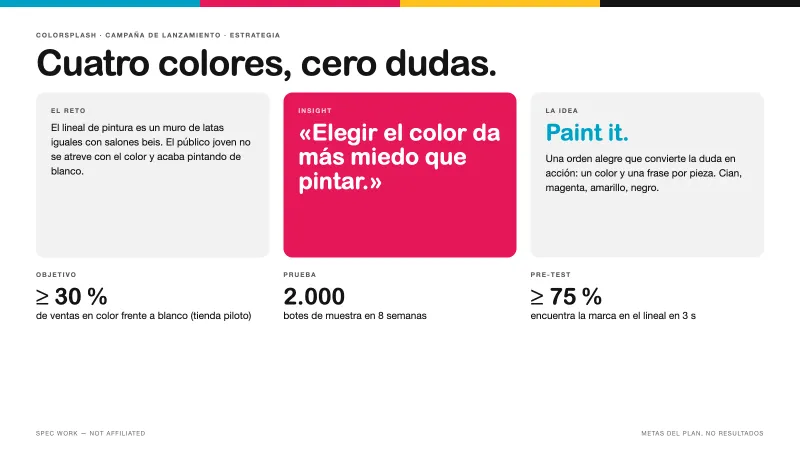 COLORSPLASH · CAMPAÑA DE LANZAMIENTO · ESTRATEGIA
Cuatro colores, cero dudas.
EL RETO
El lineal de pintura es un muro de latas
iguales con salones beis. El público joven no
se atreve con el color y acaba pintando de
blanco.
INSIGHT
«Elegir el color da
más miedo que
pintar.»
LA IDEA
Paint it.
Una orden alegre que convierte la duda en
acción: un color y una frase por pieza. Cian,
magenta, amarillo, negro.
OBJETIVO
≥ 30 %
de ventas en color frente a blanco (tienda piloto)
PRUEBA
2.000
botes de muestra en 8 semanas
PRE-TEST
≥ 75 %
encuentra la marca en el lineal en 3 s
SPEC WORK — NOT AFFILIATED
METAS DEL PLAN, NO RESULTADOS